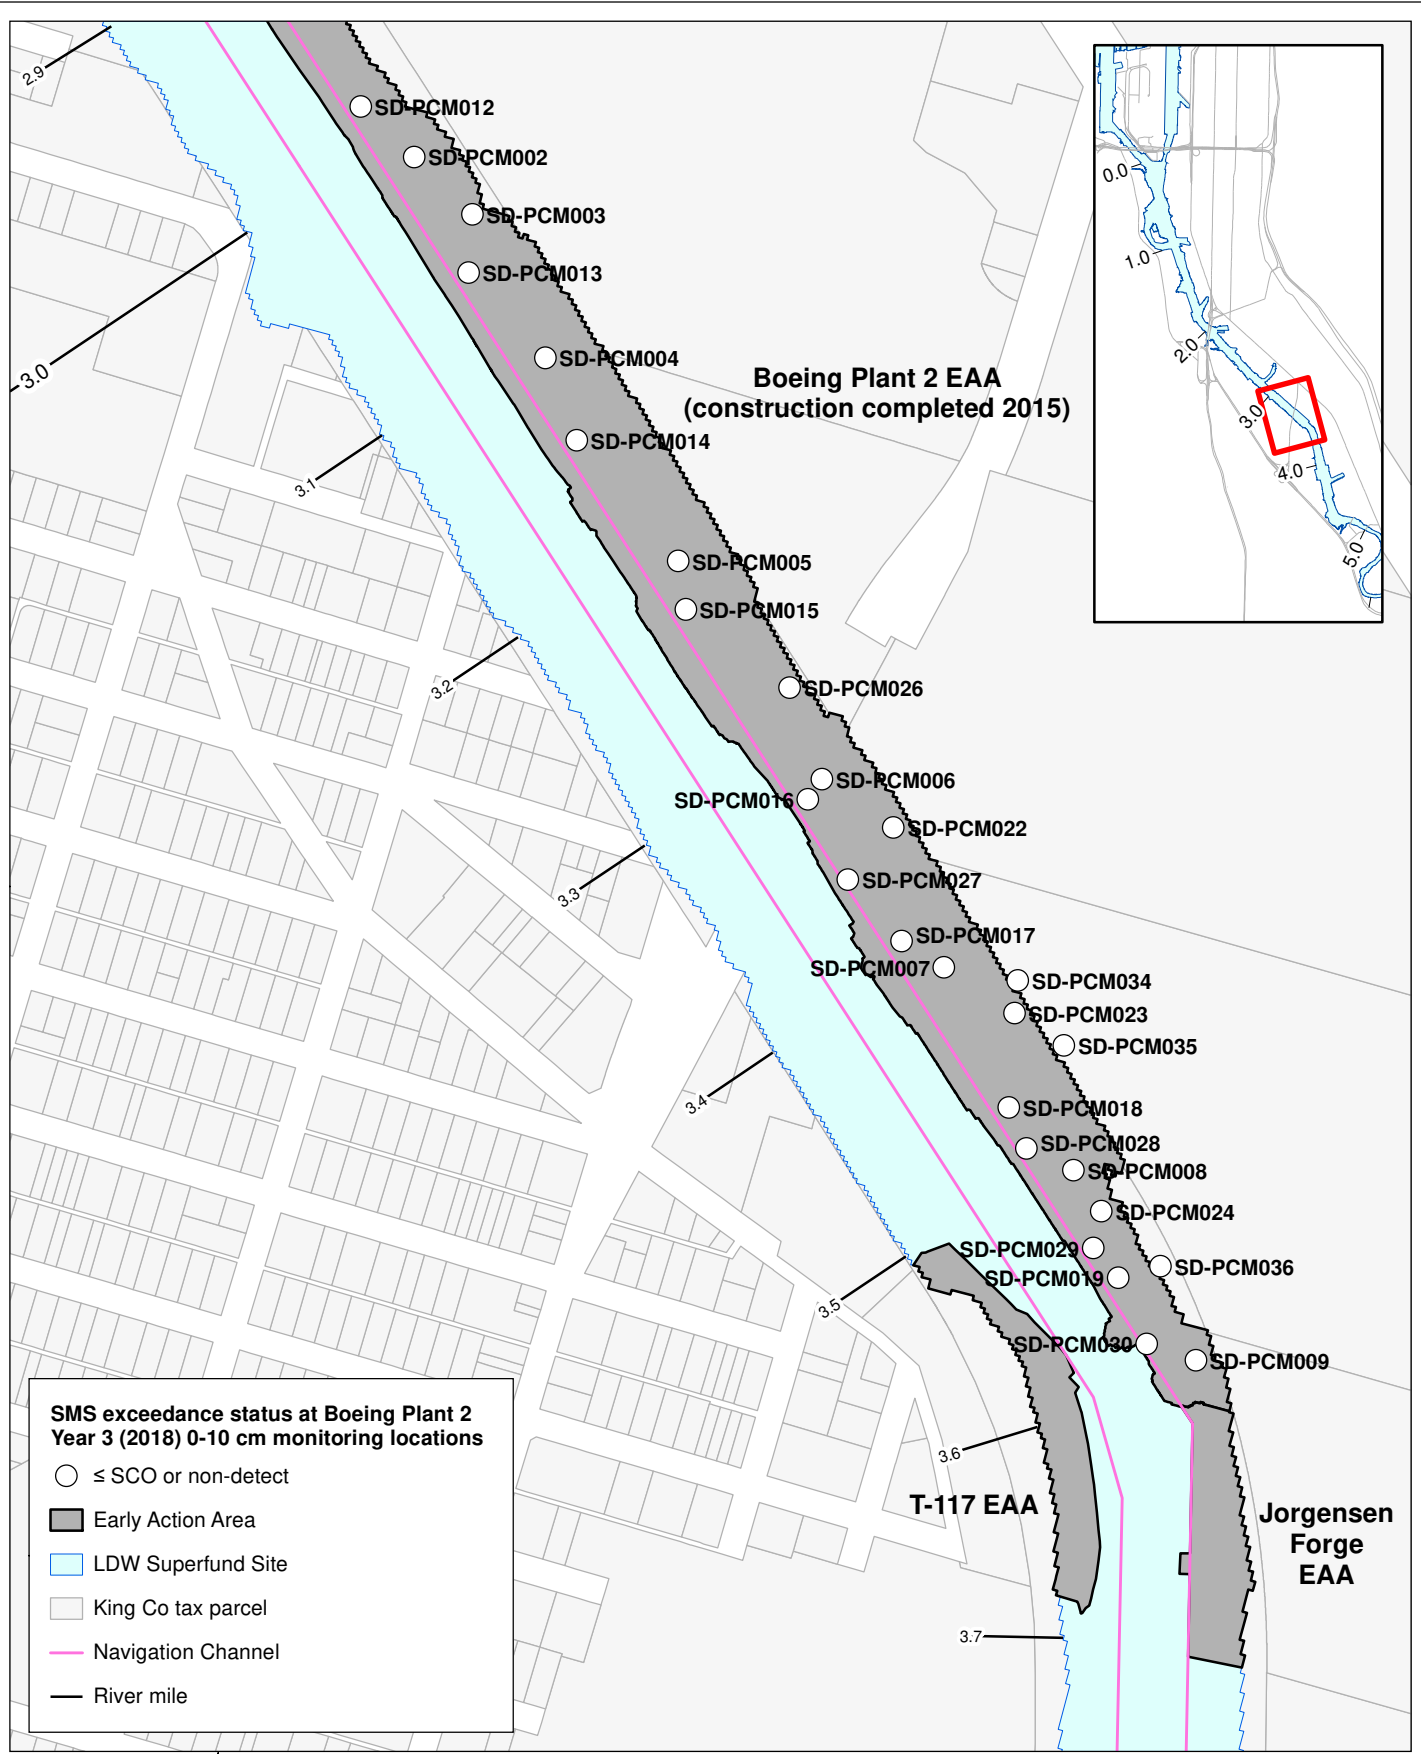 2.9
SD-PCM012
SD-PCM002
0.0
SD-PCM003
1.0
SD-PCM013
2.0
SD-PCM004
3.0
Boeing Plant 2 EAA
(construction completed 2015)
3.0
SD-PCM014
4.0
3.1
5.0
SD-PCM005
SD-PCM015
3.2
SD-PCM026
SD-PCM006
SD-PCM016
SD-PCM022
SD-PCM027
3.3
SD-PCM017
SD-PCM007
SD-PCM034
SD-PCM023
SD-PCM035
3.4
SD-PCM018
SD-PCM028
SD-PCM008
SD-PCM024
SD-PCM029
SD-PCM036
SD-PCM019
3.5
SD-PCM030
SD-PCM009
3.6
T-117 EAA
Jorgensen
Forge
EAA
3.7
SMS exceedance status at Boeing Plant 2
Year 3 (2018) 0-10 cm monitoring locations
≤ SCO or non-detect
Early Action Area
LDW Superfund Site
King Co tax parcel
Navigation Channel
River mile